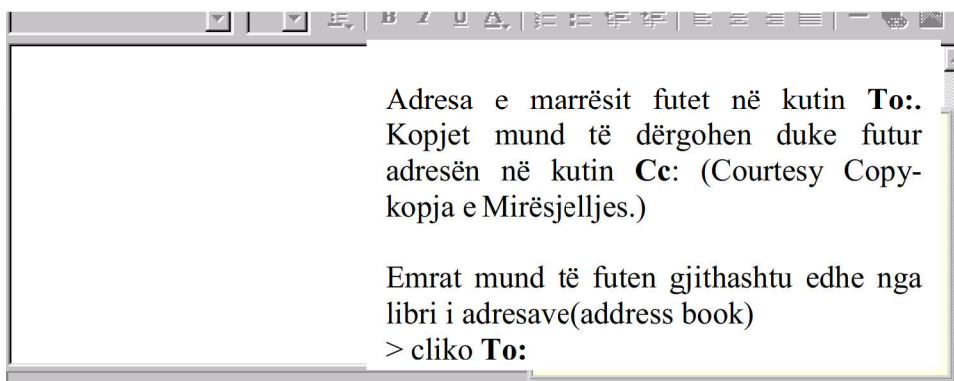 B I U A
Adresa e marrësit futet në kutin To:.
Kopjet mund të dërgohen duke futur
adresën në kutin Cc: (Courtesy Copy-
kopja e Mirësjelljes.)
Emrat mund të futen gjithashtu edhe nga
libri i adresave(address book)
> cliko To: